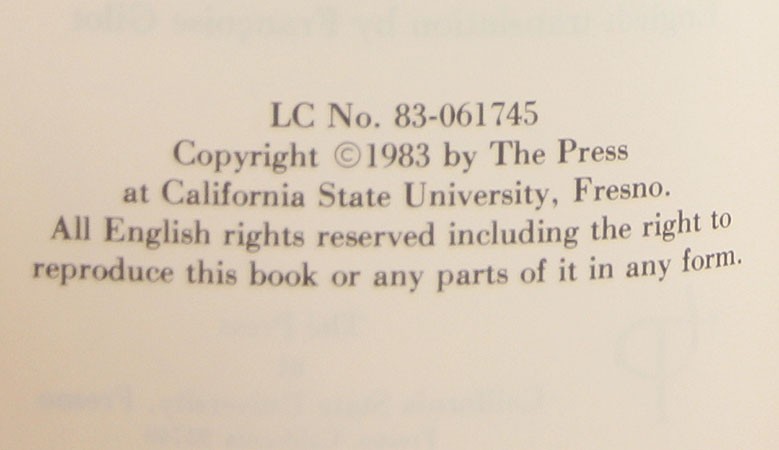 LC No. 83-061745
Copyright ©1983 by The Press
at California State University, Fresno.
All English rights reserved including the right to
reproduce this book or any parts of it in any form.